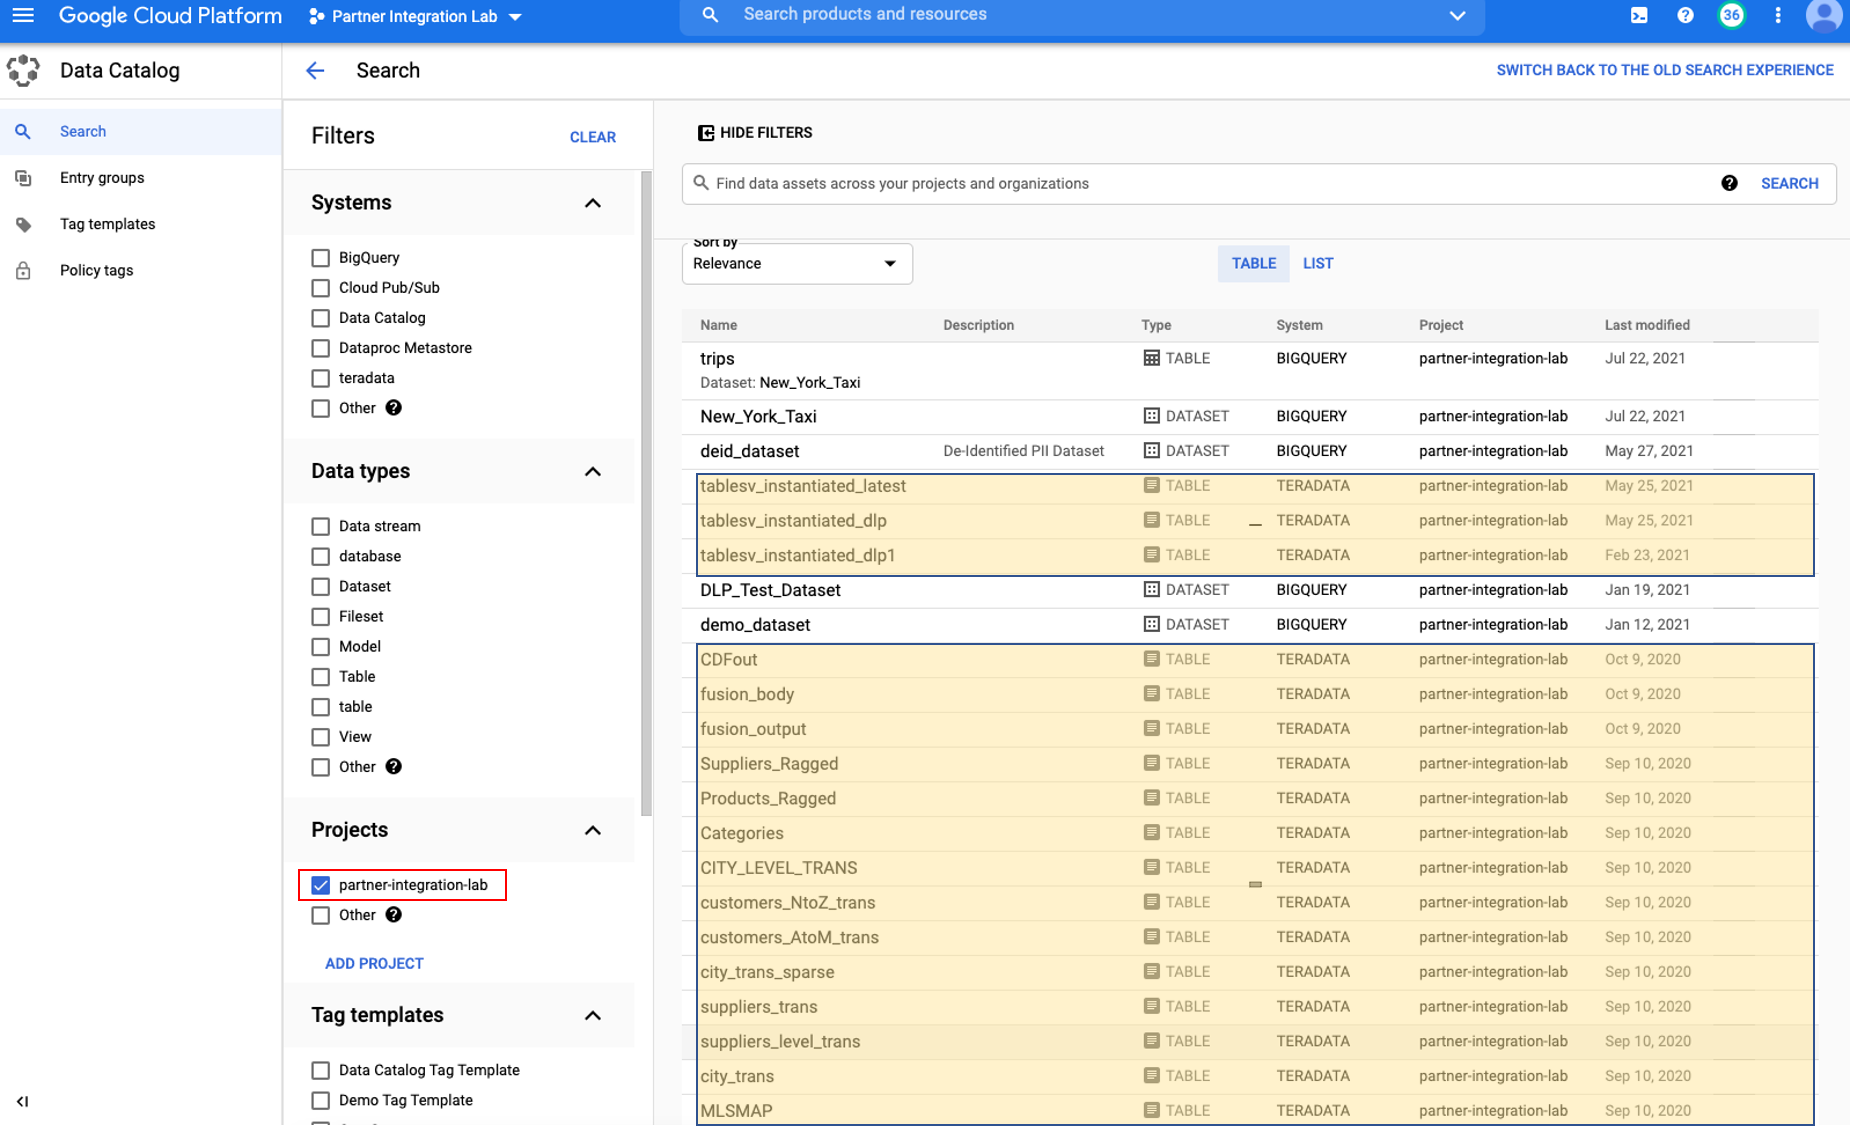 Google Cloud Platform
Partner Integration Lab
Search products and resources
36
Data Catalog
Search
SWITCH BACK TO THE OLD SEARCH EXPERIENCE
Search
Entry groups
Tag templates
Policy tags
Filters
CLEAR
Systems
BigQuery
Cloud Pub/Sub
Data Catalog
Dataproc Metastore
teradata
Other
Data types
Data stream
database
Dataset
Fileset
Model
Table
table
View
Other
Projects
partner-integration-lab
Other
ADD PROJECT
Tag templates
Data Catalog Tag Template
Demo Tag Template
HIDE FILTERS
Find data assets across your projects and organizations
SEARCH
Sort by
Relevance
TABLE LIST
Name Description Type System Project Last modified
trips TABLE BIGQUERY partner-integration-lab Jul 22, 2021
Dataset: New_York_Taxi
New_York_Taxi DATASET BIGQUERY partner-integration-lab Jul 22, 2021
deid_dataset De-Identified PII Dataset DATASET BIGQUERY partner-integration-lab May 27, 2021
tablesv_instantiated_latest TABLE TERADATA partner-integration-lab May 25, 2021
tablesv_instantiated_dlp TABLE TERADATA partner-integration-lab May 25, 2021
tablesv_instantiated_dlp1 TABLE TERADATA partner-integration-lab Feb 23, 2021
DLP_Test_Dataset DATASET BIGQUERY partner-integration-lab Jan 19, 2021
demo_dataset DATASET BIGQUERY partner-integration-lab Jan 12, 2021
CDFout TABLE TERADATA partner-integration-lab Oct 9, 2020
fusion_body TABLE TERADATA partner-integration-lab Oct 9, 2020
fusion_output TABLE TERADATA partner-integration-lab Oct 9, 2020
Suppliers_Ragged TABLE TERADATA partner-integration-lab Sep 10, 2020
Products_Ragged TABLE TERADATA partner-integration-lab Sep 10, 2020
Categories TABLE TERADATA partner-integration-lab Sep 10, 2020
CITY_LEVEL_TRANS TABLE TERADATA partner-integration-lab Sep 10, 2020
customers_NtoZ_trans TABLE TERADATA partner-integration-lab Sep 10, 2020
customers_AtoM_trans TABLE TERADATA partner-integration-lab Sep 10, 2020
city_trans_sparse TABLE TERADATA partner-integration-lab Sep 10, 2020
suppliers_trans TABLE TERADATA partner-integration-lab Sep 10, 2020
suppliers_level_trans TABLE TERADATA partner-integration-lab Sep 10, 2020
city_trans TABLE TERADATA partner-integration-lab Sep 10, 2020
MLSMAP TABLE TERADATA partner-integration-lab Sep 10, 2020